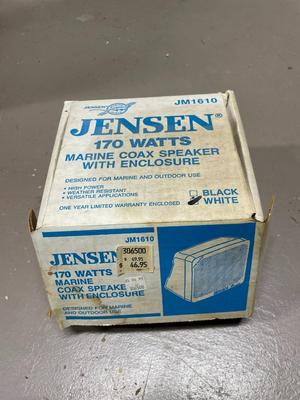 JENSEN
JM1610
JENSEN®
170 WATTS
MARINE COAX SPEAKER
WITH ENCLOSURE
DESIGNED FOR MARINE AND OUTDOOR USE
• HIGH POWER
• WEATHER RESISTANT
• VERSATILE APPLICATIONS
BLACK
WHITE
ONE YEAR LIMITED WARRANTY ENCLOSED
JM1610
306500
$ 69.95
$ 46.95
JENSEN
170 WATTS
MARINE
COAX SPEAKE
WITH ENCLOSURE
DESIGNED FOR MARINE
AND OUTDOOR USE